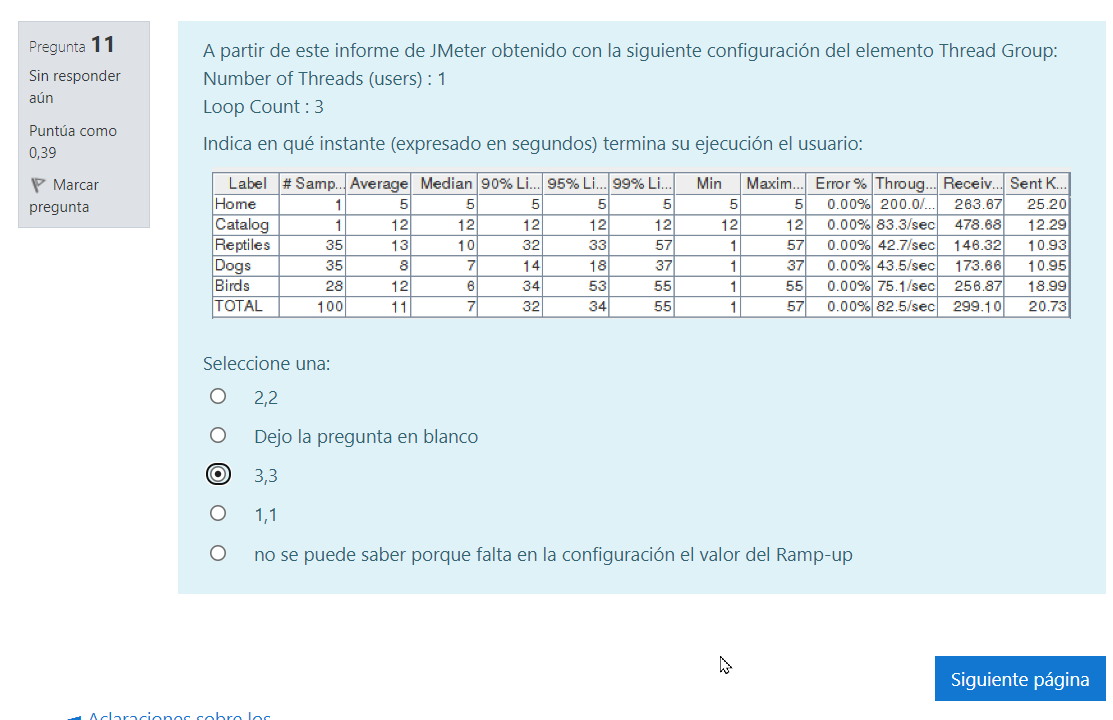 Pregunta 11
Sin responder
aún
Puntúa como
0,39
Marcar
pregunta
A partir de este informe de JMeter obtenido con la siguiente configuración del elemento Thread Group:
Number of Threads (users) : 1
Loop Count : 3
Indica en qué instante (expresado en segundos) termina su ejecución el usuario:
Label # Samp... Average Median 90% Li... 95% Li... 99% Li... Min Maxim... Error % Throug... Receiv... Sent K...
Home 1 5 5 5 5 5 5 5 0.00% 200.0/... 263.67 25.20
Catalog 1 12 12 12 12 12 12 12 0.00% 83.3/sec 478.68 12.29
Reptiles 35 13 10 32 33 57 1 57 0.00% 42.7/sec 146.32 10.93
Dogs 35 8 7 14 18 37 1 37 0.00% 43.5/sec 173.66 10.95
Birds 28 12 6 34 53 55 1 55 0.00% 75.1/sec 256.87 18.99
TOTAL 100 11 7 32 34 55 1 57 0.00% 82.5/sec 299.10 20.73
Seleccione una:
2,2
Dejo la pregunta en blanco
3,3
1,1
no se puede saber porque falta en la configuración el valor del Ramp-up
Siguiente página
Aclaraciones sobre los